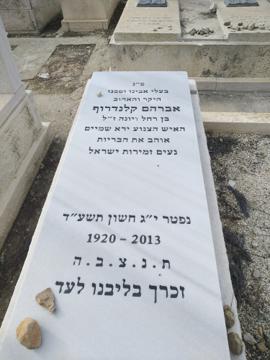 פ"נ
בעלי אבינו וסבנו
היקר והאהוב
אברהם קלנדרוף
בן רחל ויונה ז"ל
האיש הצנוע ירא שמיים
אוהב את הבריות
נעים זמירות ישראל
נפטר י"ג חשון תשע"ד
1920 – 2013
ת.נ.צ.ב.ה
זכרך בליבנו לעד